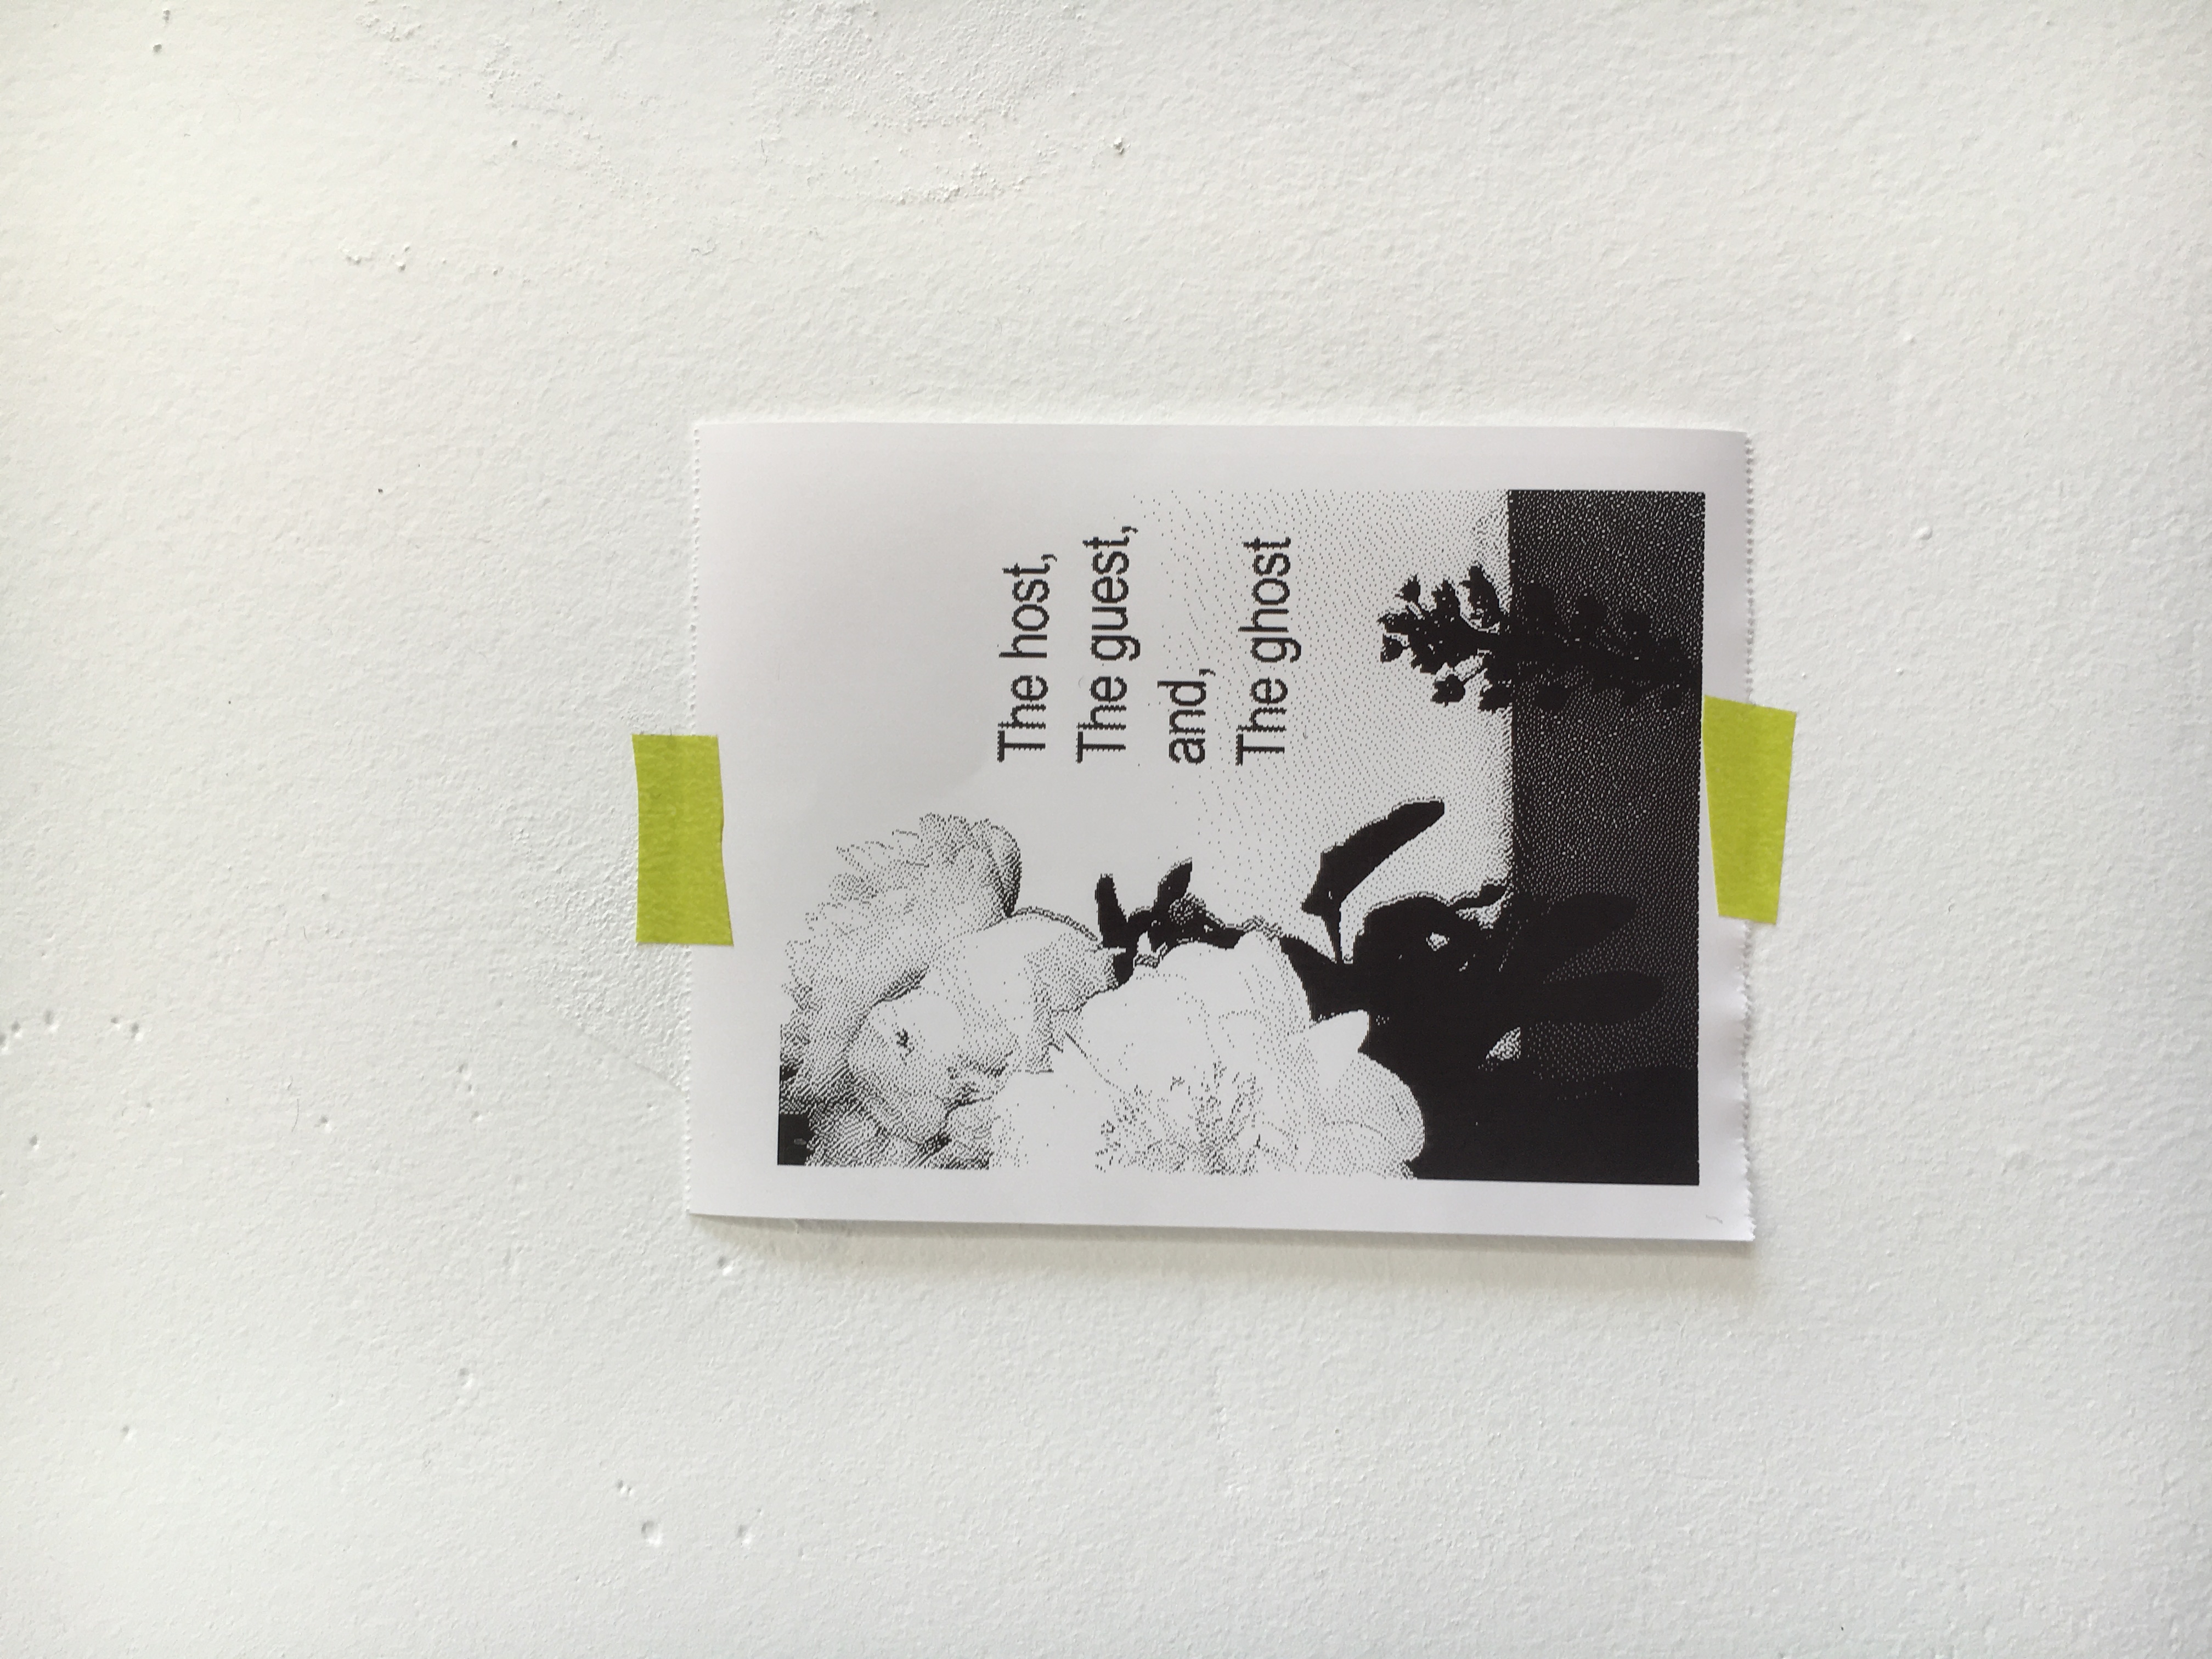 The host,
The guest,
and,
The ghost